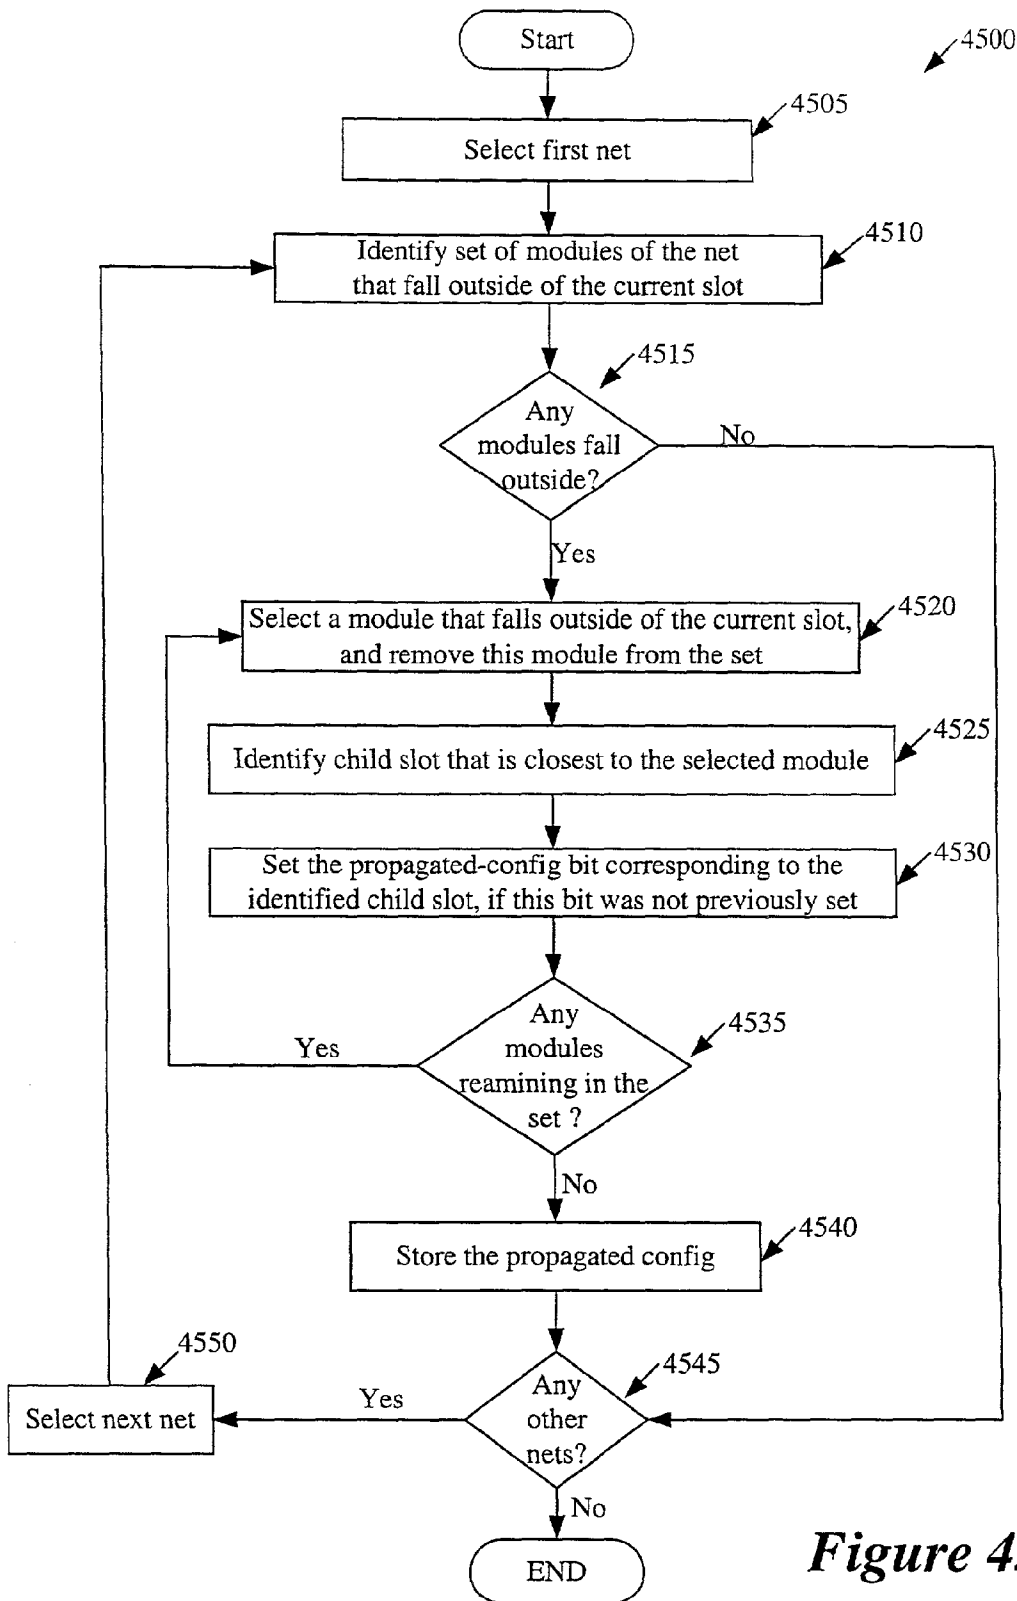 Start
4500
4505
Select first net
4510
Identify set of modules of the net
that fall outside of the current slot
4515
Any
modules fall
outside?
No
Yes
4520
Select a module that falls outside of the current slot,
and remove this module from the set
4525
Identify child slot that is closest to the selected module
4530
Set the propagated-config bit corresponding to the
identified child slot, if this bit was not previously set
4535
Any
modules
reamining in the
set ?
Yes
No
4540
Store the propagated config
4550
4545
Any
other
nets?
Yes
Select next net
No
END
Figure 4